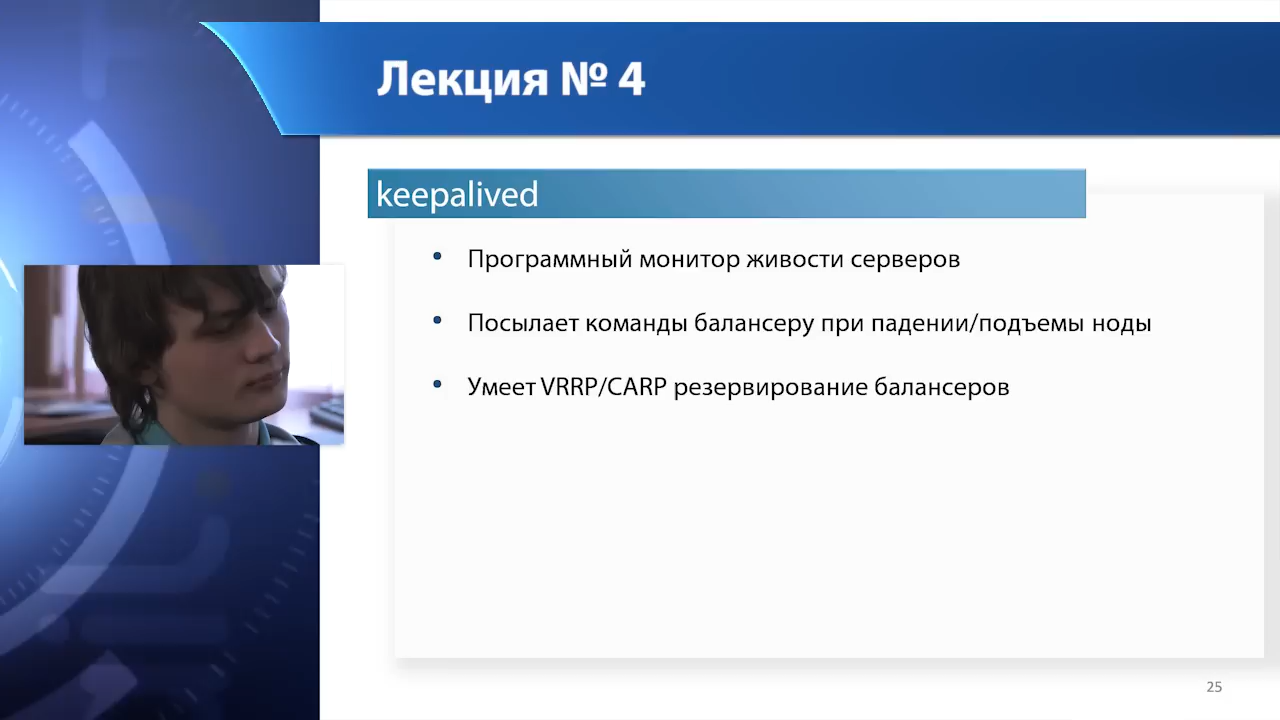 Лекция № 4
keepalived
• Программный монитор живости серверов
• Посылает команды балансеру при падении/подъемы ноды
• Умеет VRRP/CARP резервирование балансеров
25